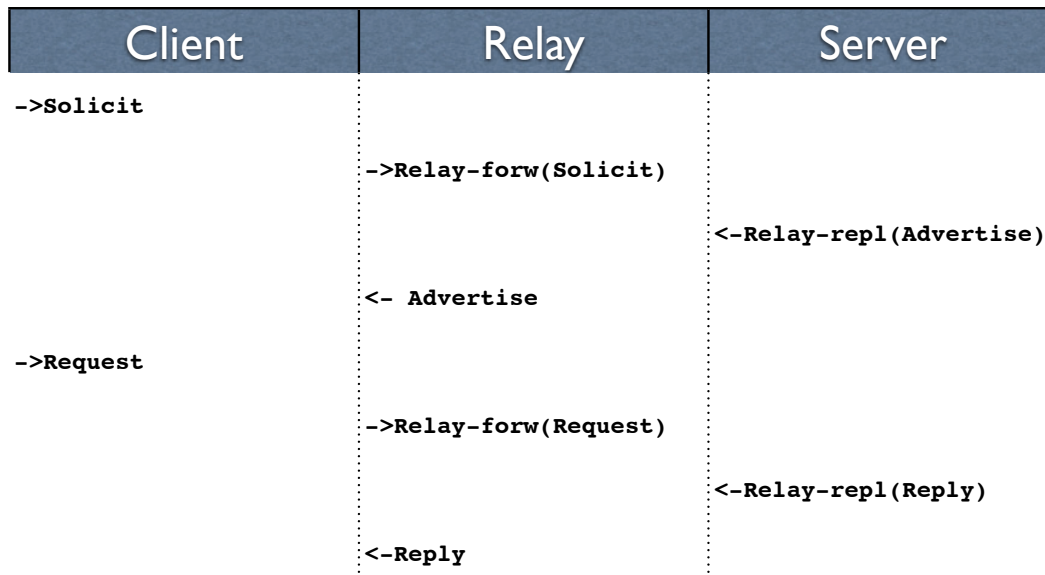 Client Relay Server
->Solicit
->Relay-forw(Solicit)
<-Relay-repl(Advertise)
<- Advertise
->Request
->Relay-forw(Request)
<-Relay-repl(Reply)
<-Reply